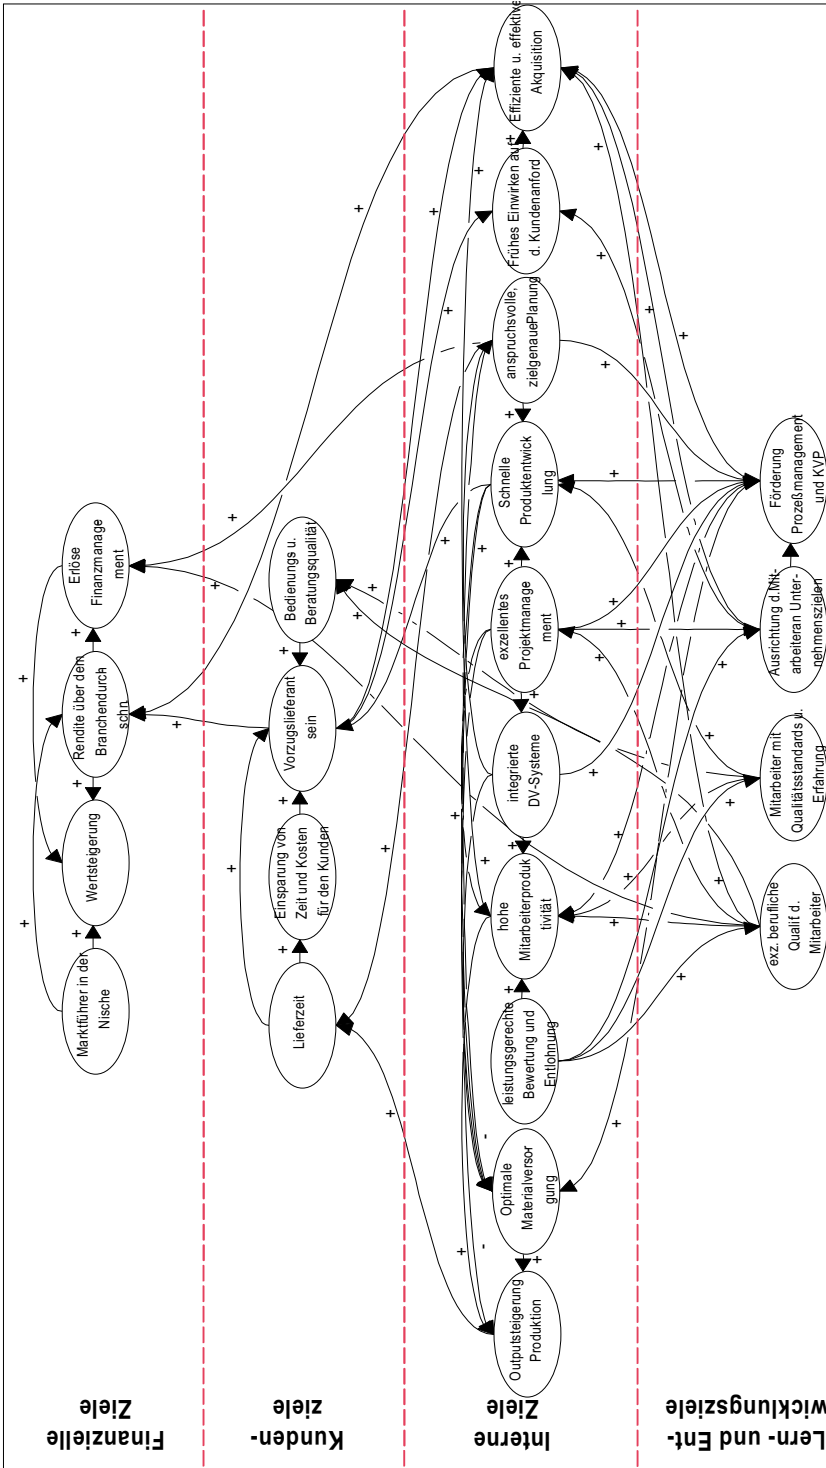 Finanzielle
Ziele
Marktführer in der
Nische
Wertsteigerung
Rendite über dem
Branchendurch
schn
Erlöse
Finanzmanage
ment
Kunden-
ziele
Lieferzeit
Einsparung von
Zeit und Kosten
für den Kunden
Vorzugslieferant
sein
Bedienungs u.
Beratungsqualität
Interne
Ziele
Outputsteigerung
Produktion
Optimale
Materialversor
gung
leistungsgerechte
Bewertung und
Entlohnung
hohe
Mitarbeiterproduk
tivität
integrierte
DV-Systeme
exzellentes
Projektmanage
ment
Schnelle
Produktentwick
lung
anspruchsvolle,
zielgenauePlanung
Frühes Einwirken auf
d. Kundenanford
Effiziente u. effektive
Akquisition
Lern- und Ent-
wicklungsziele
exz. berufliche
Qualif d.
Mitarbeiter
Mitarbeiter mit
Qualitätsstandards u.
Erfahrung
Ausrichtung d.Mit-
arbeiteran Unter-
nehmenszielen
Förderung
Prozeßmanagement
und KVP